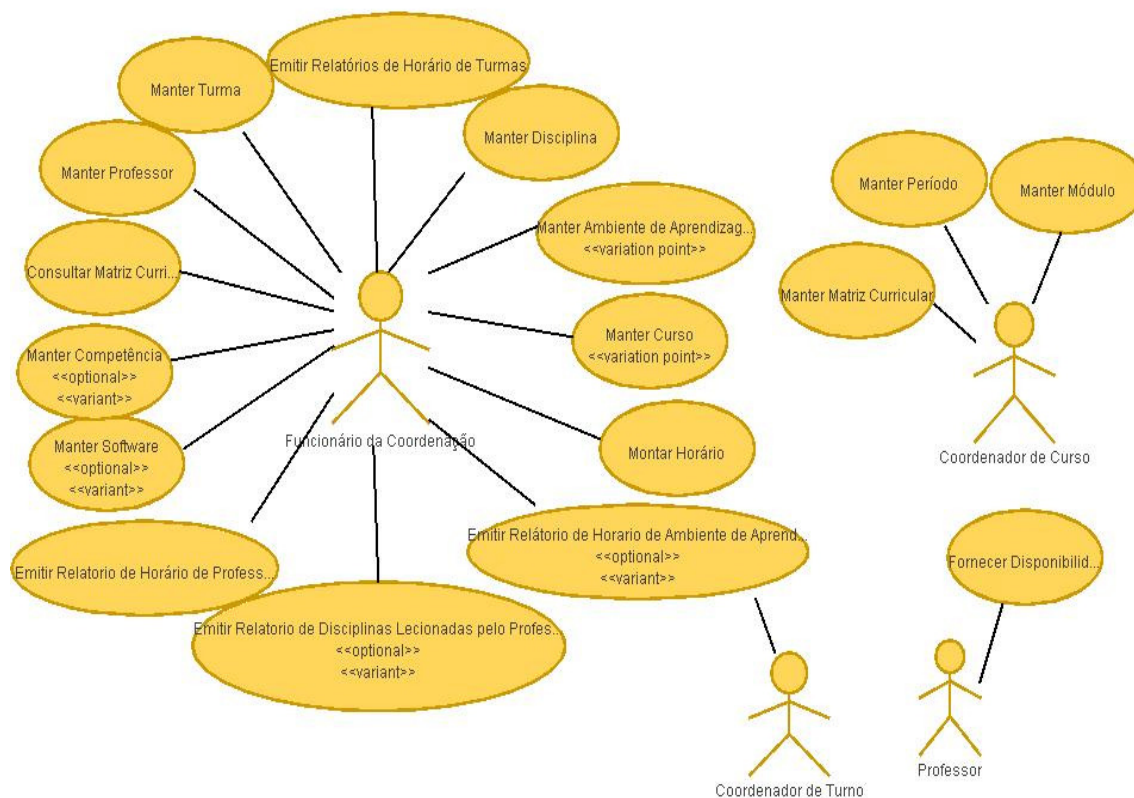 Emitir Relatórios de Horário de Turmas
Manter Turma
Manter Disciplina
Manter Professor
Manter Período
Manter Módulo
Manter Ambiente de Aprendizag...
<<variation point>>
Consultar Matriz Curri...
Manter Matriz Curricular
Manter Curso
<<variation point>>
Manter Competência
<<optional>>
<<variant>>
Manter Software
<<optional>>
<<variant>>
Funcionário da Coordenação
Montar Horário
Coordenador de Curso
Emitir Relátorio de Horario de Ambiente de Aprend...
<<optional>>
<<variant>>
Emitir Relatorio de Horário de Profess...
Fornecer Disponibilid...
Emitir Relatorio de Disciplinas Lecionadas pelo Profes...
<<optional>>
<<variant>>
Coordenador de Turno
Professor